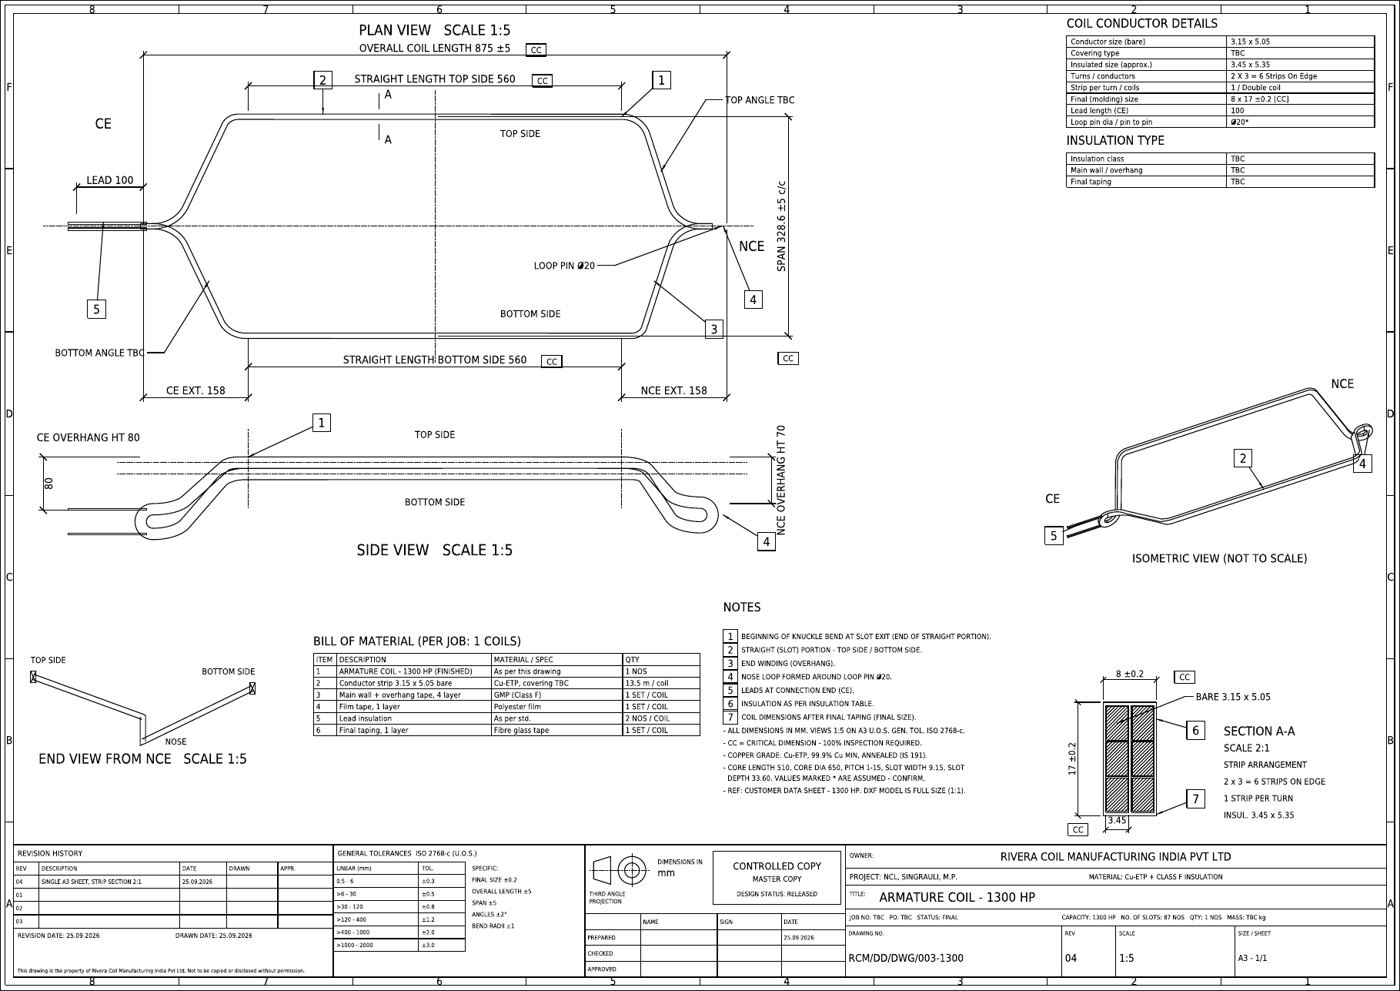 8 7 6 5 4 3 2 1
PLAN VIEW SCALE 1:5
OVERALL COIL LENGTH 875 ±5 CC
2 STRAIGHT LENGTH TOP SIDE 560 CC 1
A
A
TOP ANGLE TBC
CE
TOP SIDE
LEAD 100
SPAN 328.6 ±5 c/c
NCE
LOOP PIN Ø20
4
5
BOTTOM SIDE
3
BOTTOM ANGLE TBC
STRAIGHT LENGTH BOTTOM SIDE 560 CC
CC
CE EXT. 158
NCE EXT. 158
COIL CONDUCTOR DETAILS
Conductor size (bare) 3.15 x 5.05
Covering type TBC
Insulated size (approx.) 3.45 x 5.35
Turns / conductors 2 X 3 = 6 Strips On Edge
Strip per turn / coils 1 / Double coil
Final (molding) size 8 x 17 ±0.2 [CC]
Lead length (CE) 100
Loop pin dia / pin to pin Ø20*
INSULATION TYPE
Insulation class TBC
Main wall / overhang TBC
Final taping TBC
F
E
D
C
B
A
F
E
D
C
B
A
1
CE OVERHANG HT 80
TOP SIDE
80
BOTTOM SIDE
NCE OVERHANG HT 70
4
SIDE VIEW SCALE 1:5
NCE
2
4
CE
5
ISOMETRIC VIEW (NOT TO SCALE)
TOP SIDE
BOTTOM SIDE
NOSE
END VIEW FROM NCE SCALE 1:5
BILL OF MATERIAL (PER JOB: 1 COILS)
ITEM DESCRIPTION MATERIAL / SPEC QTY
1 ARMATURE COIL - 1300 HP (FINISHED) As per this drawing 1 NOS
2 Conductor strip 3.15 x 5.05 bare Cu-ETP, covering TBC 13.5 m / coil
3 Main wall + overhang tape, 4 layer GMP (Class F) 1 SET / COIL
4 Film tape, 1 layer Polyester film 1 SET / COIL
5 Lead insulation As per std. 2 NOS / COIL
6 Final taping, 1 layer Fibre glass tape 1 SET / COIL
NOTES
1 BEGINNING OF KNUCKLE BEND AT SLOT EXIT (END OF STRAIGHT PORTION).
2 STRAIGHT (SLOT) PORTION - TOP SIDE / BOTTOM SIDE.
3 END WINDING (OVERHANG).
4 NOSE LOOP FORMED AROUND LOOP PIN Ø20.
5 LEADS AT CONNECTION END (CE).
6 INSULATION AS PER INSULATION TABLE.
7 COIL DIMENSIONS AFTER FINAL TAPING (FINAL SIZE).
- ALL DIMENSIONS IN MM. VIEWS 1:5 ON A3 U.O.S. GEN. TOL. ISO 2768-c.
- CC = CRITICAL DIMENSION - 100% INSPECTION REQUIRED.
- COPPER GRADE: Cu-ETP, 99.9% Cu MIN, ANNEALED (IS 191).
- CORE LENGTH 510, CORE DIA 650, PITCH 1-15, SLOT WIDTH 9.15, SLOT
DEPTH 33.60. VALUES MARKED * ARE ASSUMED - CONFIRM.
- REF: CUSTOMER DATA SHEET - 1300 HP. DXF MODEL IS FULL SIZE (1:1).
8 ±0.2 CC
BARE 3.15 x 5.05
17 ±0.2
6
7
3.45
CC
SECTION A-A
SCALE 2:1
STRIP ARRANGEMENT
2 x 3 = 6 STRIPS ON EDGE
1 STRIP PER TURN
INSUL. 3.45 x 5.35
REVISION HISTORY
REV DESCRIPTION DATE DRAWN APPR.
04 SINGLE A3 SHEET, STRIP SECTION 2:1 25.09.2026
01
02
03
REVISION DATE: 25.09.2026 DRAWN DATE: 25.09.2026
This drawing is the property of Rivera Coil Manufacturing India Pvt Ltd. Not to be copied or disclosed without permission.
GENERAL TOLERANCES ISO 2768-c (U.O.S.)
LINEAR (mm) TOL.
0.5 - 6 ±0.3
>6 - 30 ±0.5
>30 - 120 ±0.8
>120 - 400 ±1.2
>400 - 1000 ±2.0
>1000 - 2000 ±3.0
SPECIFIC:
FINAL SIZE ±0.2
OVERALL LENGTH ±5
SPAN ±5
ANGLES ±2°
BEND RADII ±1
THIRD ANGLE
PROJECTION
DIMENSIONS IN
mm
CONTROLLED COPY
MASTER COPY
DESIGN STATUS: RELEASED
NAME SIGN DATE
PREPARED 25.09.2026
CHECKED
APPROVED
OWNER: RIVERA COIL MANUFACTURING INDIA PVT LTD
PROJECT: NCL, SINGRAULI, M.P. MATERIAL: Cu-ETP + CLASS F INSULATION
TITLE: ARMATURE COIL - 1300 HP
JOB NO: TBC PO: TBC STATUS: FINAL CAPACITY: 1300 HP NO. OF SLOTS: 87 NOS QTY: 1 NOS MASS: TBC kg
DRAWING NO. REV SCALE SIZE / SHEET
RCM/DD/DWG/003-1300 04 1:5 A3 - 1/1
8 7 6 5 4 3 2 1